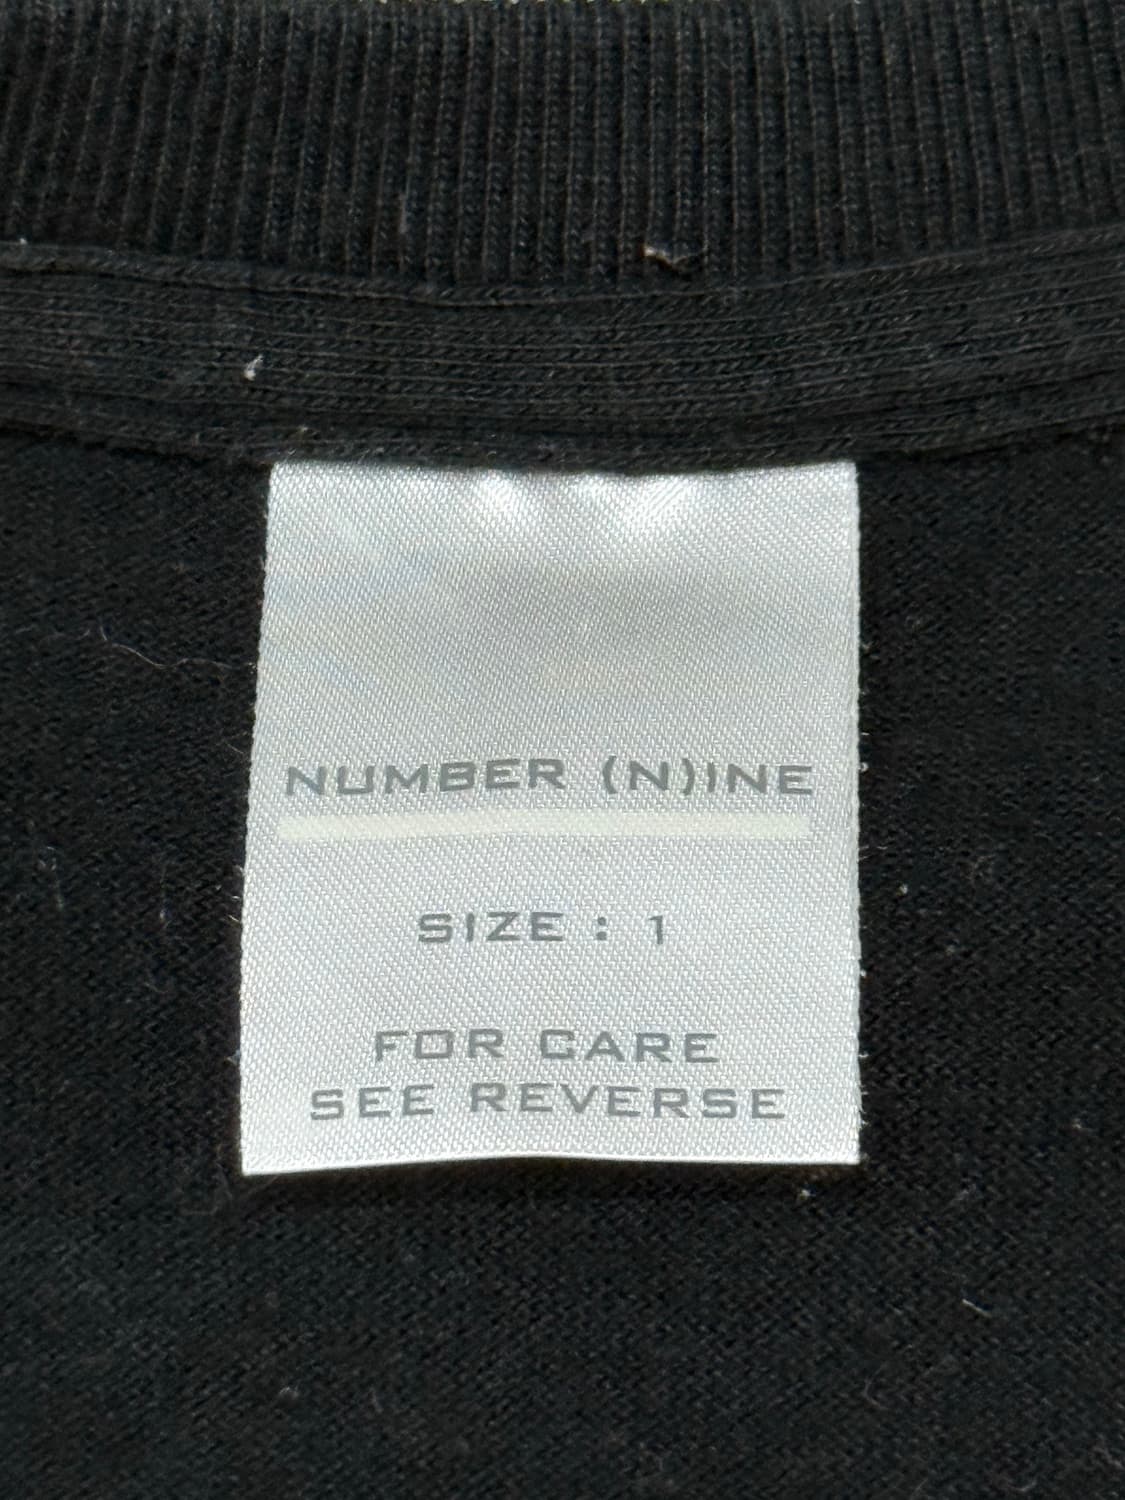 NUMBER (N)INE
SIZE : 1
FOR CARE
SEE REVERSE